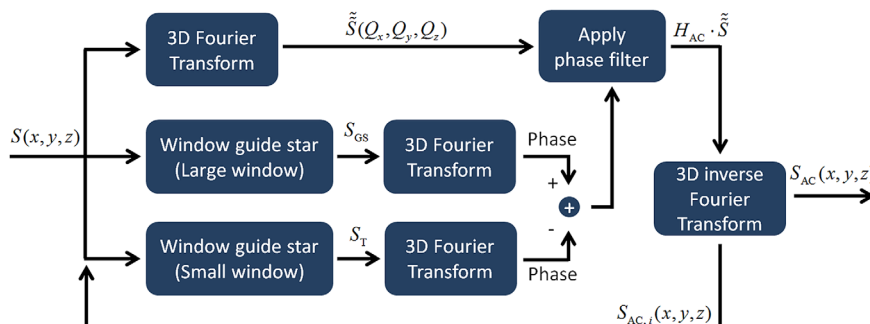 3D Fourier
Transform
S̃̃(Q_x, Q_y, Q_z)
Apply
phase filter
H_AC · S̃̃
S(x, y, z)
Window guide star
(Large window)
S_GS
3D Fourier
Transform
Phase
+
+
-
Phase
Window guide star
(Small window)
S_T
3D Fourier
Transform
3D inverse
Fourier
Transform
S_AC(x, y, z)
S_AC,i(x, y, z)